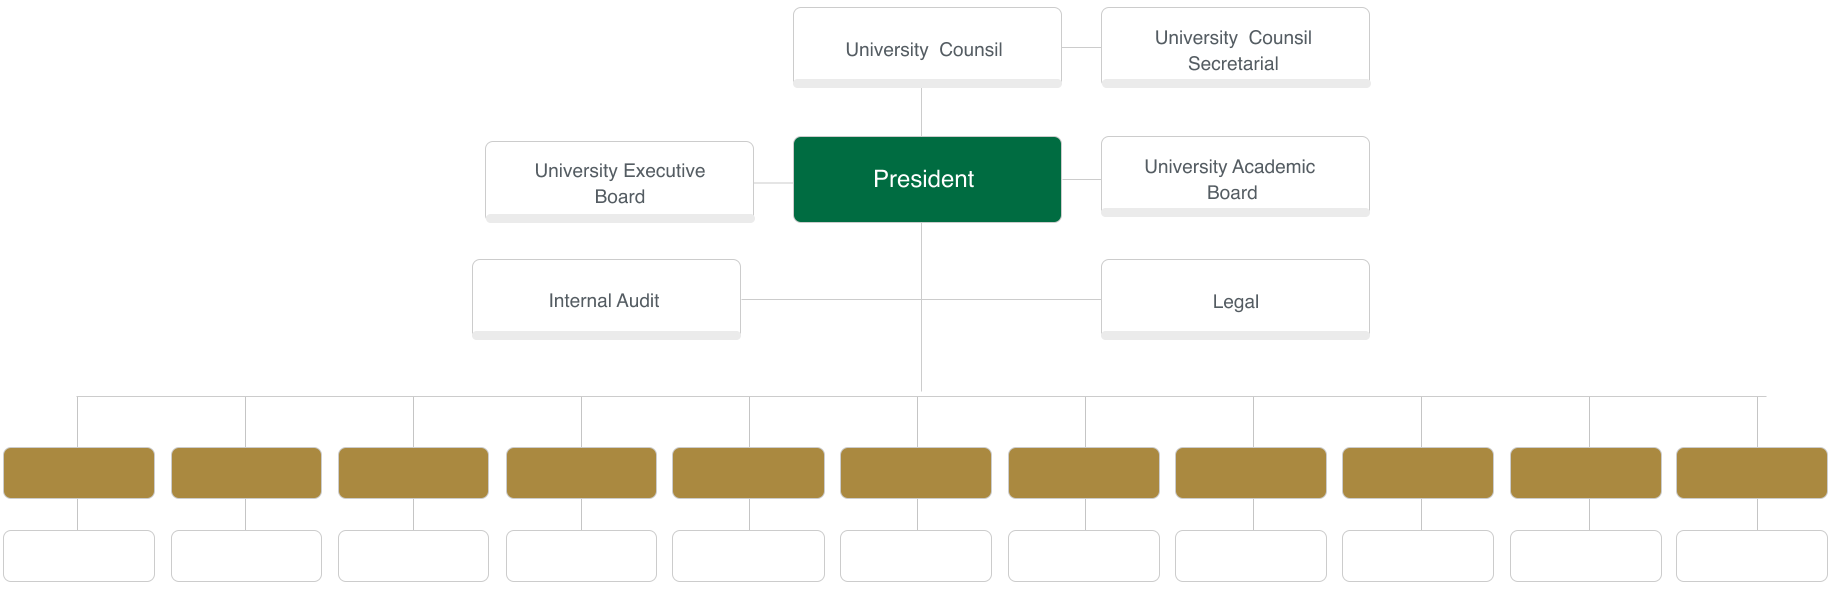 University Counsil
University Counsil
Secretarial
University Executive
Board
President
University Academic
Board
Internal Audit
Legal